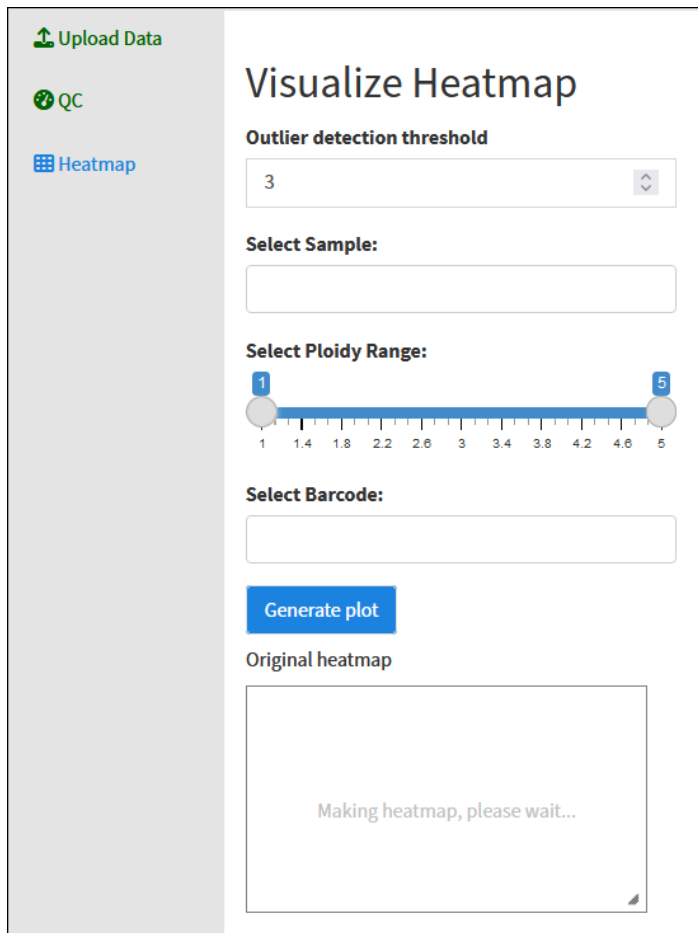 Upload Data
QC
Heatmap
Visualize Heatmap
Outlier detection threshold
3
Select Sample:
Select Ploidy Range:
1 5
1 1.4 1.8 2.2 2.6 3 3.4 3.8 4.2 4.6 5
Select Barcode:
Generate plot
Original heatmap
Making heatmap, please wait...